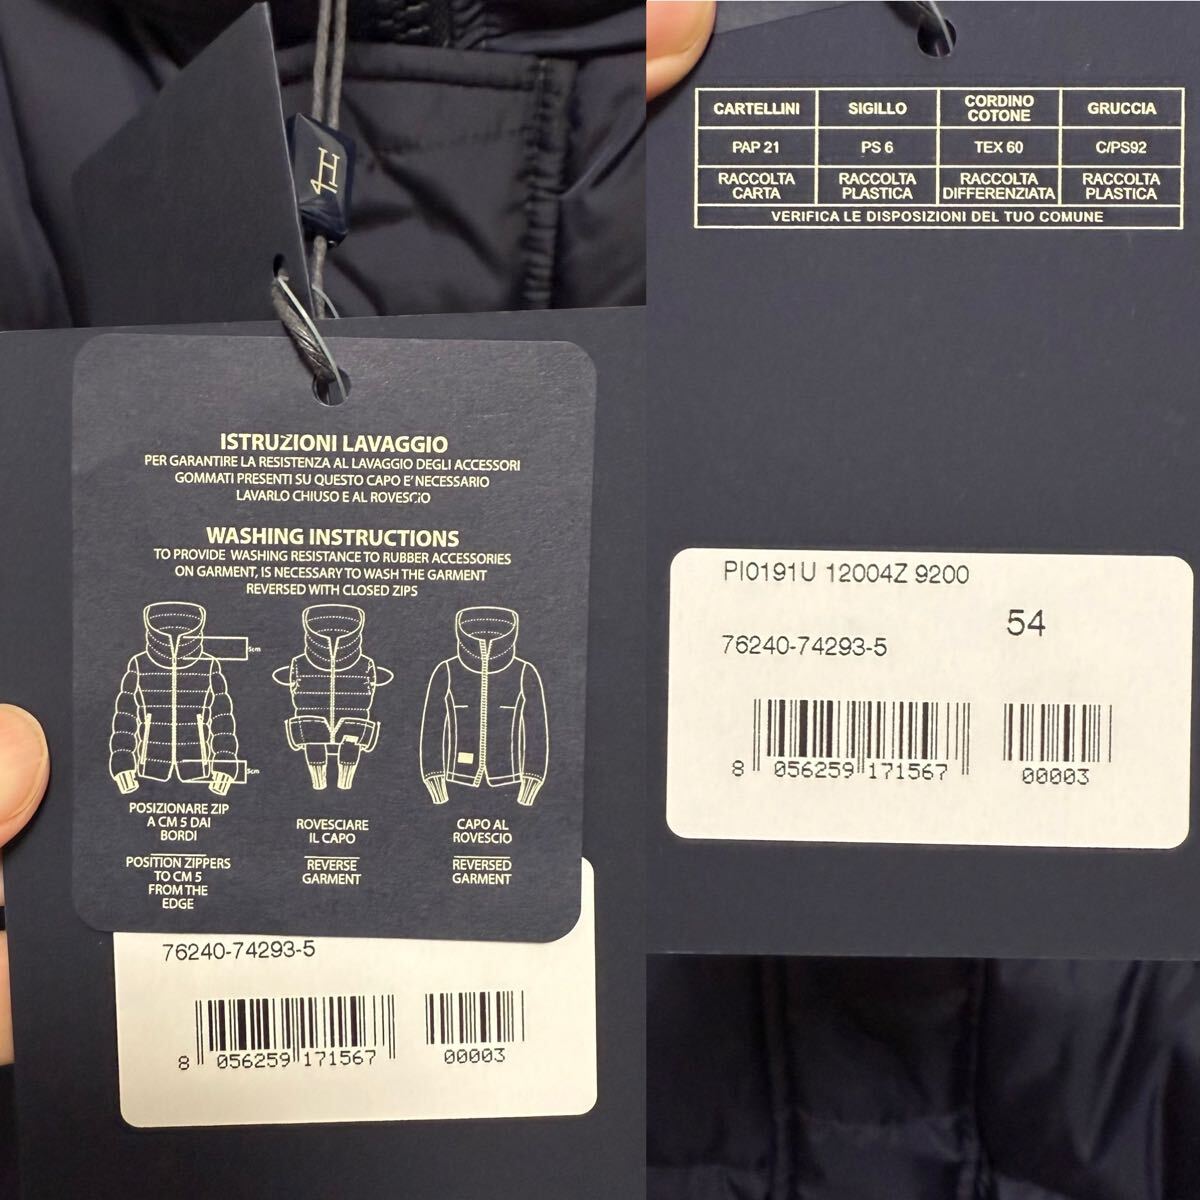 H
ISTRUZIONI LAVAGGIO
PER GARANTIRE LA RESISTENZA AL LAVAGGIO DEGLI ACCESSORI
GOMMATI PRESENTI SU QUESTO CAPO E' NECESSARIO
LAVARLO CHIUSO E AL ROVESCIO
WASHING INSTRUCTIONS
TO PROVIDE WASHING RESISTANCE TO RUBBER ACCESSORIES
ON GARMENT, IS NECESSARY TO WASH THE GARMENT
REVERSED WITH CLOSED ZIPS
5cm
5cm
POSIZIONARE ZIP
A CM 5 DAI
BORDI
POSITION ZIPPERS
TO CM 5
FROM THE
EDGE
ROVESCIARE
IL CAPO
REVERSE
GARMENT
CAPO AL
ROVESCIO
REVERSED
GARMENT
76240-74293-5
8 056259 171567
00003
CARTELLINI SIGILLO CORDINO COTONE GRUCCIA
PAP 21 PS 6 TEX 60 C/PS92
RACCOLTA CARTA RACCOLTA PLASTICA RACCOLTA DIFFERENZIATA RACCOLTA PLASTICA
VERIFICA LE DISPOSIZIONI DEL TUO COMUNE
PI0191U 12004Z 9200
54
76240-74293-5
8 056259 171567
00003